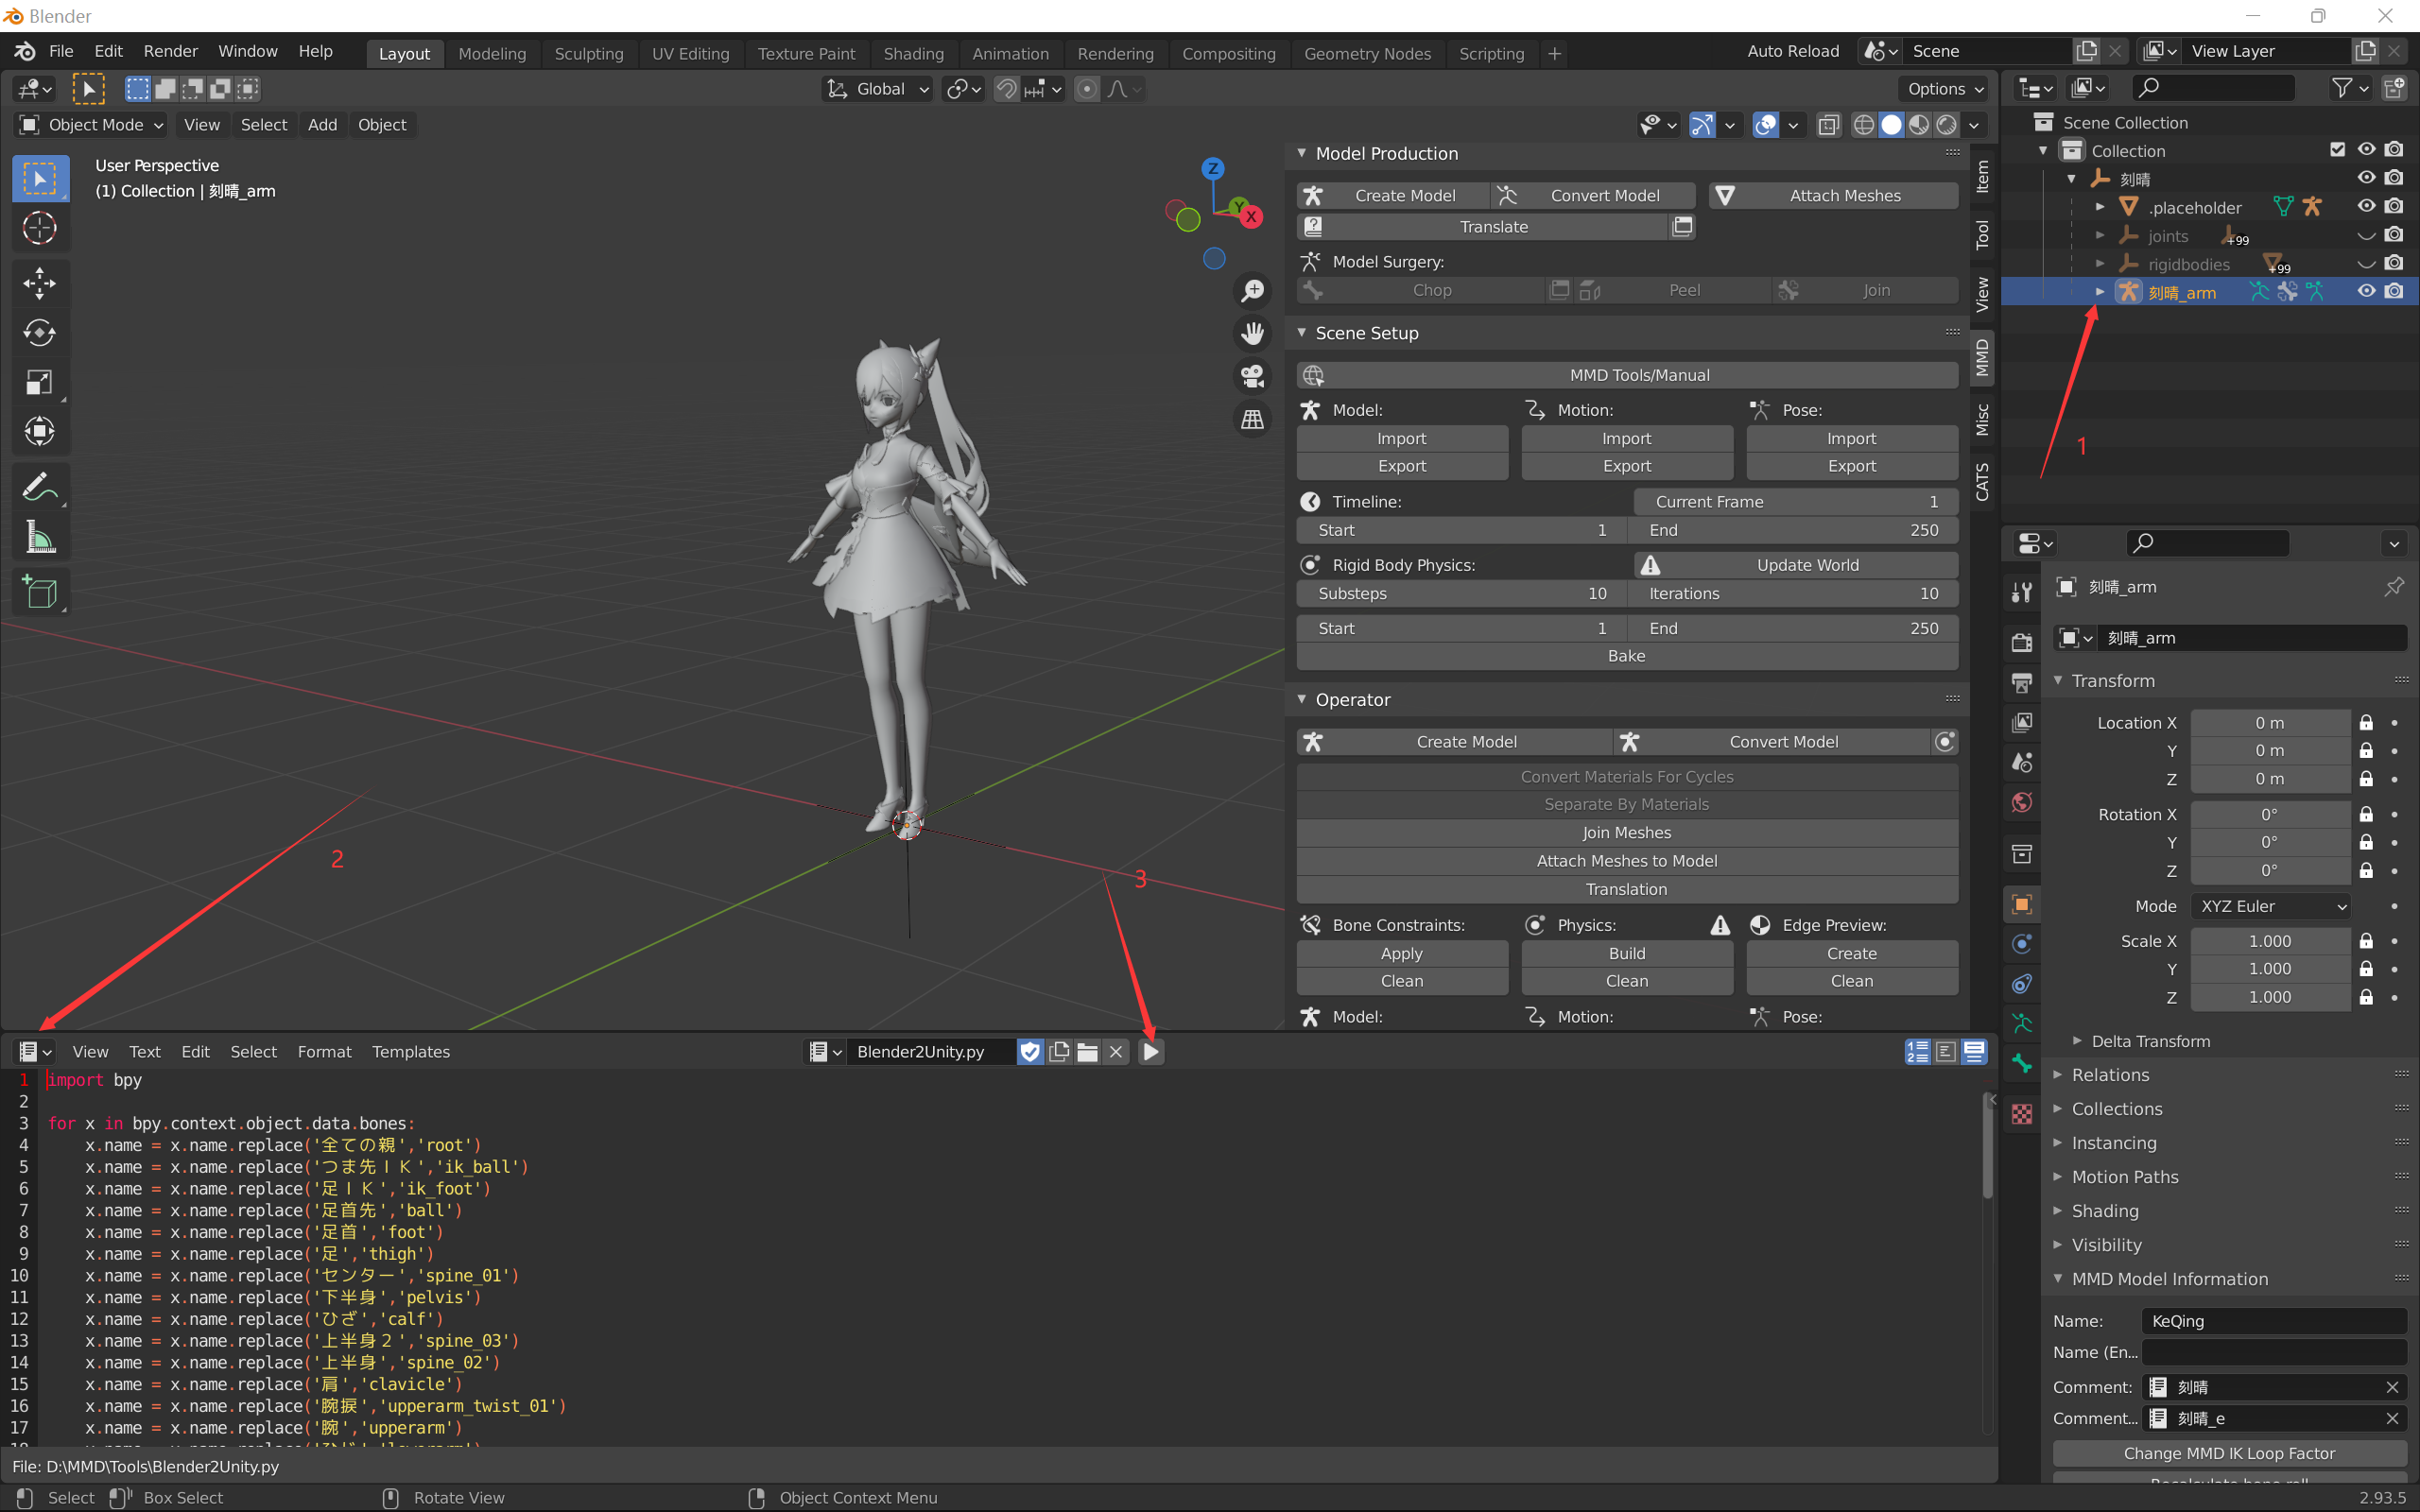 Blender
File Edit Render Window Help Layout Modeling Sculpting UV Editing Texture Paint Shading Animation Rendering Compositing Geometry Nodes Scripting + Auto Reload Scene View Layer
Global Options
Object Mode View Select Add Object
User Perspective
(1) Collection | 刻晴_arm
Z
Y
X
Model Production
Create Model Convert Model Attach Meshes
Translate
Model Surgery:
Chop Peel Join
Scene Setup
MMD Tools/Manual
Model: Motion: Pose:
Import Import Import
Export Export Export
Timeline: Current Frame 1
Start 1 End 250
Rigid Body Physics: Update World
Substeps 10 Iterations 10
Start 1 End 250
Bake
Operator
Create Model Convert Model
Convert Materials For Cycles
Separate By Materials
Join Meshes
Attach Meshes to Model
Translation
Bone Constraints: Physics: Edge Preview:
Apply Build Create
Clean Clean Clean
Model: Motion: Pose:
Item
Tool
View
MMD
Misc
CATS
Scene Collection
Collection
刻晴
.placeholder
joints +99
rigidbodies +99
刻晴_arm
1
2
3
刻晴_arm
刻晴_arm
Transform
Location X 0 m
Y 0 m
Z 0 m
Rotation X 0°
Y 0°
Z 0°
Mode XYZ Euler
Scale X 1.000
Y 1.000
Z 1.000
Delta Transform
Relations
Collections
Instancing
Motion Paths
Shading
Visibility
MMD Model Information
Name: KeQing
Name (En...
Comment: 刻晴
Comment... 刻晴_e
Change MMD IK Loop Factor
Recalculate bone roll
View Text Edit Select Format Templates Blender2Unity.py
1 import bpy
2
3 for x in bpy.context.object.data.bones:
4 x.name = x.name.replace('全ての親','root')
5 x.name = x.name.replace('つま先ＩＫ','ik_ball')
6 x.name = x.name.replace('足ＩＫ','ik_foot')
7 x.name = x.name.replace('足首先','ball')
8 x.name = x.name.replace('足首','foot')
9 x.name = x.name.replace('足','thigh')
10 x.name = x.name.replace('センター','spine_01')
11 x.name = x.name.replace('下半身','pelvis')
12 x.name = x.name.replace('ひざ','calf')
13 x.name = x.name.replace('上半身２','spine_03')
14 x.name = x.name.replace('上半身','spine_02')
15 x.name = x.name.replace('肩','clavicle')
16 x.name = x.name.replace('腕捩','upperarm_twist_01')
17 x.name = x.name.replace('腕','upperarm')
File: D:\MMD\Tools\Blender2Unity.py
Select Box Select Rotate View Object Context Menu 2.93.5